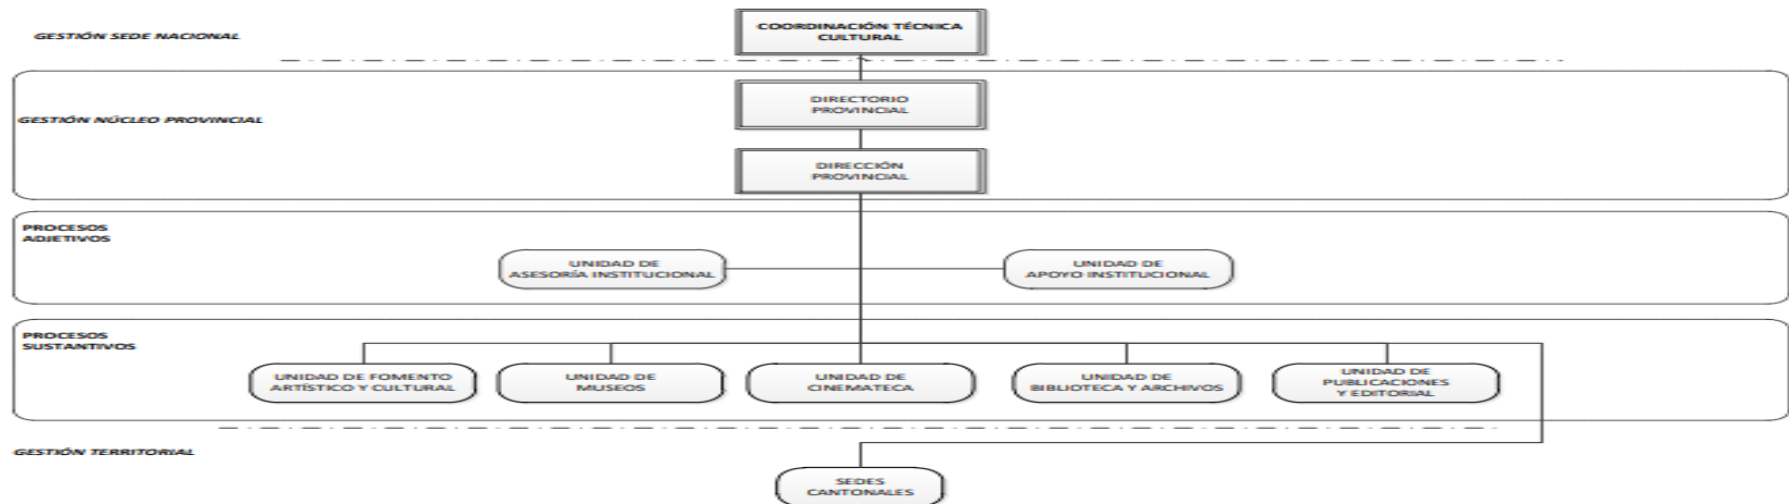 COORDINACIÓN TÉCNICA
CULTURAL
GESTIÓN SEDE NACIONAL
DIRECTORIO
PROVINCIAL
GESTIÓN NÚCLEO PROVINCIAL
DIRECCIÓN
PROVINCIAL
PROCESOS
ADJETIVOS
UNIDAD DE
ASESORÍA INSTITUCIONAL
UNIDAD DE
APOYO INSTITUCIONAL
PROCESOS
SUSTANTIVOS
UNIDAD DE FOMENTO
ARTÍSTICO Y CULTURAL
UNIDAD DE
MUSEOS
UNIDAD DE
CINEMATECA
UNIDAD DE
BIBLIOTECA Y ARCHIVOS
UNIDAD DE
PUBLICACIONES
Y EDITORIAL
GESTIÓN TERRITORIAL
SEDES
CANTONALES